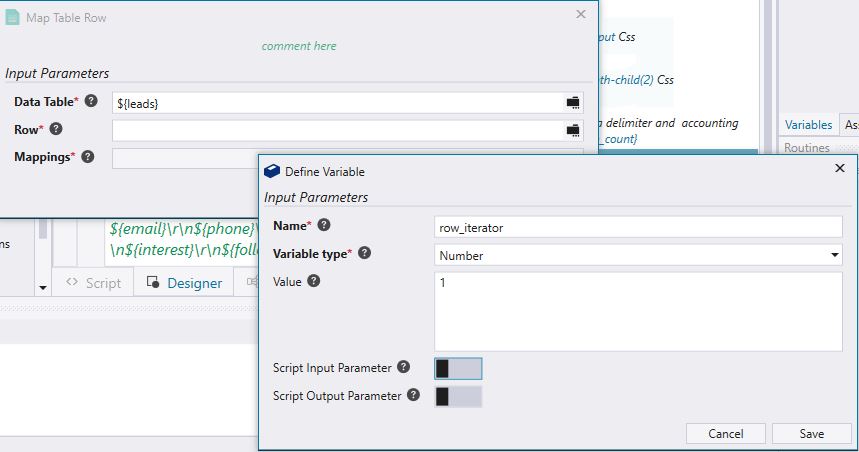 Map Table Row
comment here
Input Parameters
Data Table* ?
${leads}
Row* ?
Mappings* ?
put Css
th-child(2) Css
a delimiter and accounting
_count}
Variables
As
Routines
ns
${email}\r\n${phone}\
\n${interest}\r\n${folle
Script
Designer
Define Variable
Input Parameters
Name* ?
row_iterator
Variable type* ?
Number
Value ?
1
Script Input Parameter ?
Script Output Parameter ?
Cancel
Save